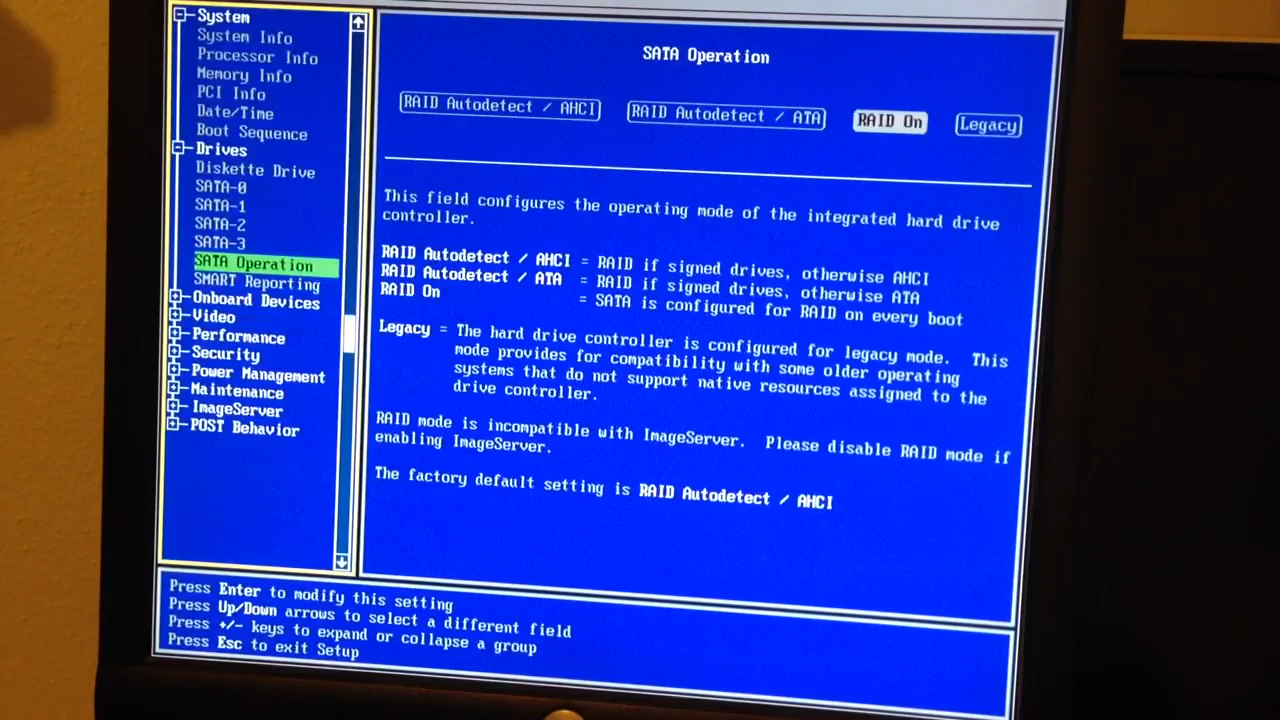 System
System Info
Processor Info
Memory Info
PCI Info
Date/Time
Boot Sequence
Drives
Diskette Drive
SATA-0
SATA-1
SATA-2
SATA-3
SATA Operation
SMART Reporting
Onboard Devices
Video
Performance
Security
Power Management
Maintenance
ImageServer
POST Behavior
SATA Operation
RAID Autodetect / AHCI RAID Autodetect / ATA RAID On Legacy
This field configures the operating mode of the integrated hard drive
controller.
RAID Autodetect / AHCI = RAID if signed drives, otherwise AHCI
RAID Autodetect / ATA = RAID if signed drives, otherwise ATA
RAID On = SATA is configured for RAID on every boot
Legacy = The hard drive controller is configured for legacy mode. This
mode provides for compatibility with some older operating
systems that do not support native resources assigned to the
drive controller.
RAID mode is incompatible with ImageServer. Please disable RAID mode if
enabling ImageServer.
The factory default setting is RAID Autodetect / AHCI
Press Enter to modify this setting
Press Up/Down arrows to select a different field
Press +/- keys to expand or collapse a group
Press Esc to exit Setup